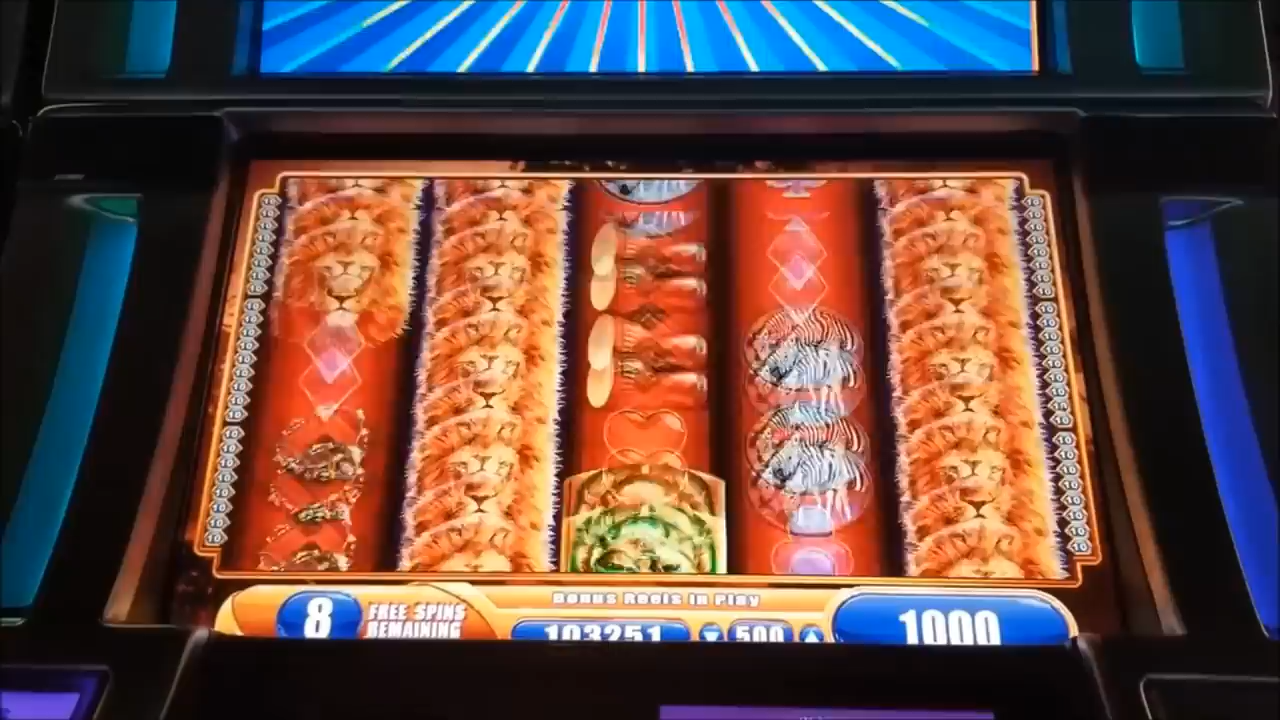 Bonus Reels In Play
8
FREE SPINS
REMAINING
103251
500
1000